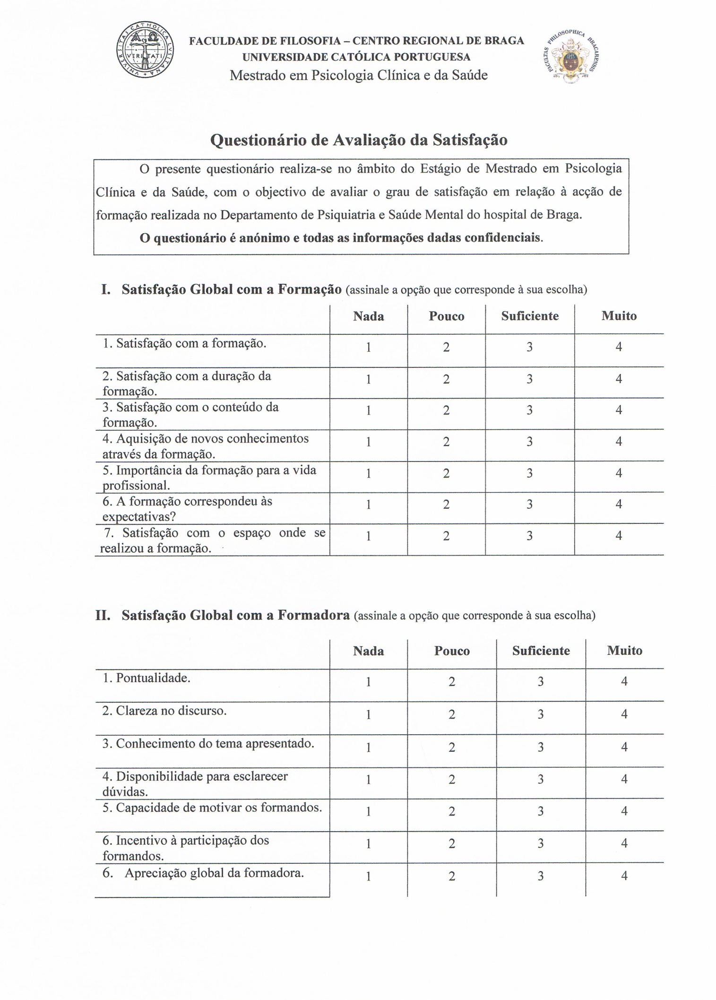 UNIVERSITAS CATHOLICA LVSITANA
Α Ω
VERITATI
FACULDADE DE FILOSOFIA – CENTRO REGIONAL DE BRAGA
UNIVERSIDADE CATÓLICA PORTUGUESA
Mestrado em Psicologia Clínica e da Saúde
FACULTAS PHILOSOPHICA BRACARENSIS
IHS
Questionário de Avaliação da Satisfação
O presente questionário realiza-se no âmbito do Estágio de Mestrado em Psicologia
Clínica e da Saúde, com o objectivo de avaliar o grau de satisfação em relação à acção de
formação realizada no Departamento de Psiquiatria e Saúde Mental do hospital de Braga.
O questionário é anónimo e todas as informações dadas confidenciais.
I. Satisfação Global com a Formação (assinale a opção que corresponde à sua escolha)
Nada Pouco Suficiente Muito
1. Satisfação com a formação. 1 2 3 4
2. Satisfação com a duração da
formação. 1 2 3 4
3. Satisfação com o conteúdo da
formação. 1 2 3 4
4. Aquisição de novos conhecimentos
através da formação. 1 2 3 4
5. Importância da formação para a vida
profissional. 1 2 3 4
6. A formação correspondeu às
expectativas? 1 2 3 4
7. Satisfação com o espaço onde se
realizou a formação. 1 2 3 4
II. Satisfação Global com a Formadora (assinale a opção que corresponde à sua escolha)
Nada Pouco Suficiente Muito
1. Pontualidade. 1 2 3 4
2. Clareza no discurso. 1 2 3 4
3. Conhecimento do tema apresentado. 1 2 3 4
4. Disponibilidade para esclarecer
dúvidas. 1 2 3 4
5. Capacidade de motivar os formandos. 1 2 3 4
6. Incentivo à participação dos
formandos. 1 2 3 4
6. Apreciação global da formadora. 1 2 3 4